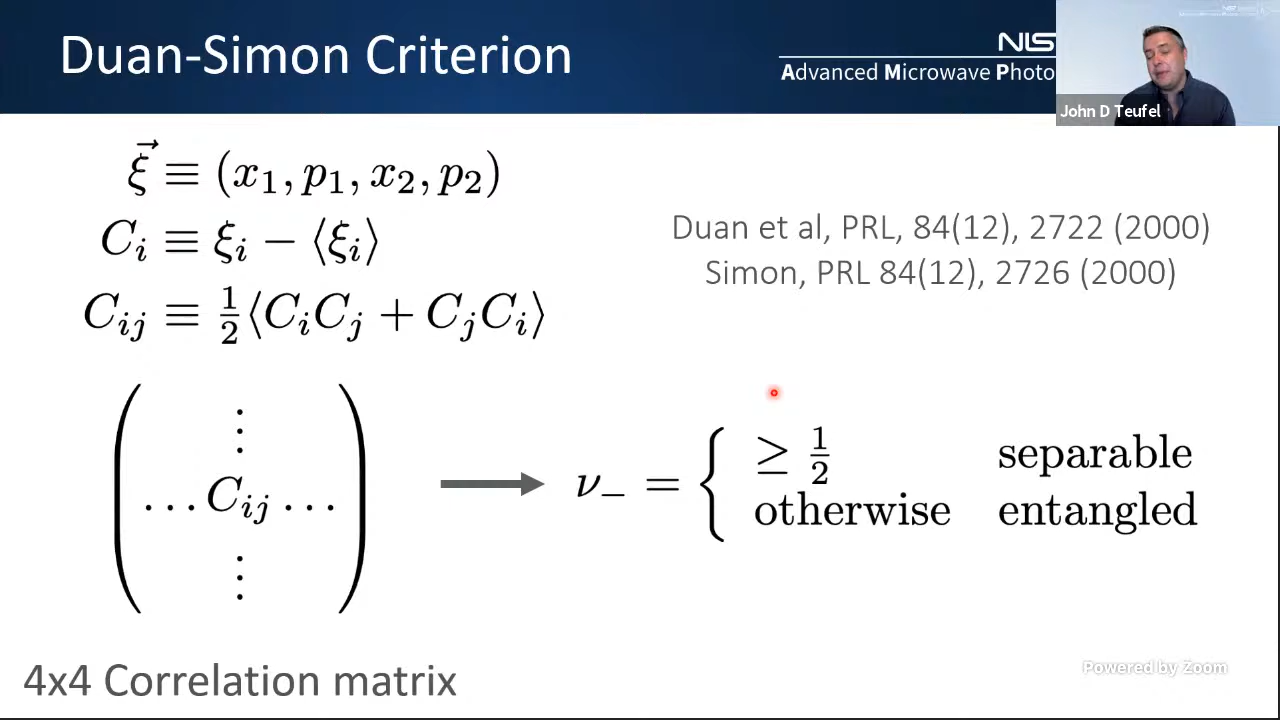 Duan-Simon Criterion
NIS
Advanced Microwave Photo
John D Teufel
ξ⃗ ≡ (x₁, p₁, x₂, p₂)
Cᵢ ≡ ξᵢ − ⟨ξᵢ⟩
Cᵢⱼ ≡ ½⟨CᵢCⱼ + CⱼCᵢ⟩
Duan et al, PRL, 84(12), 2722 (2000)
Simon, PRL 84(12), 2726 (2000)
( ⋮ … Cᵢⱼ … ⋮ ) → ν₋ = {
≥ ½ separable
otherwise entangled
4x4 Correlation matrix
Powered by Zoom